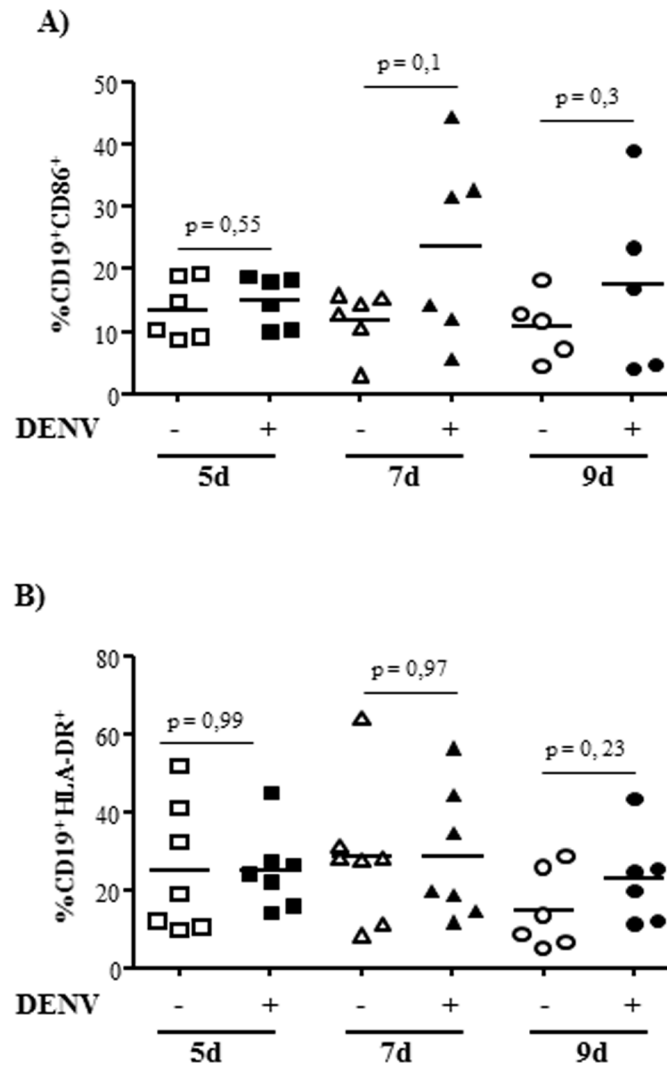 A)
p = 0,1
p = 0,3
p = 0,55
%CD19+CD86+
50
40
30
20
10
0
DENV - + - + - +
5d 7d 9d
B)
p = 0,97
p = 0,99
p = 0, 23
%CD19+ HLA-DR+
80
60
40
20
0
DENV - + - + - +
5d 7d 9d